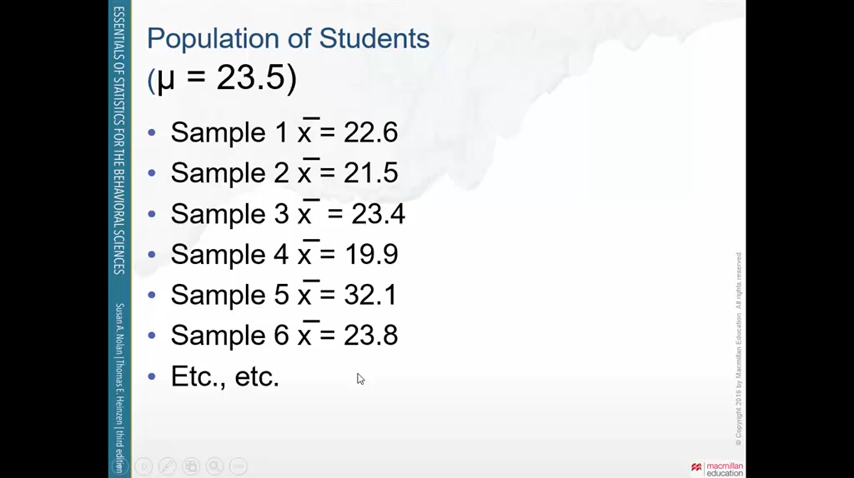 Population of Students
(μ = 23.5)
• Sample 1 x̅ = 22.6
• Sample 2 x̅ = 21.5
• Sample 3 x̅ = 23.4
• Sample 4 x̅ = 19.9
• Sample 5 x̅ = 32.1
• Sample 6 x̅ = 23.8
• Etc., etc.
ESSENTIALS OF STATISTICS FOR THE BEHAVIORAL SCIENCES
Susan A. Nolan | Thomas E. Heinzen | third edition
© Copyright 2016 by Macmillan Education. All rights reserved
macmillan
education